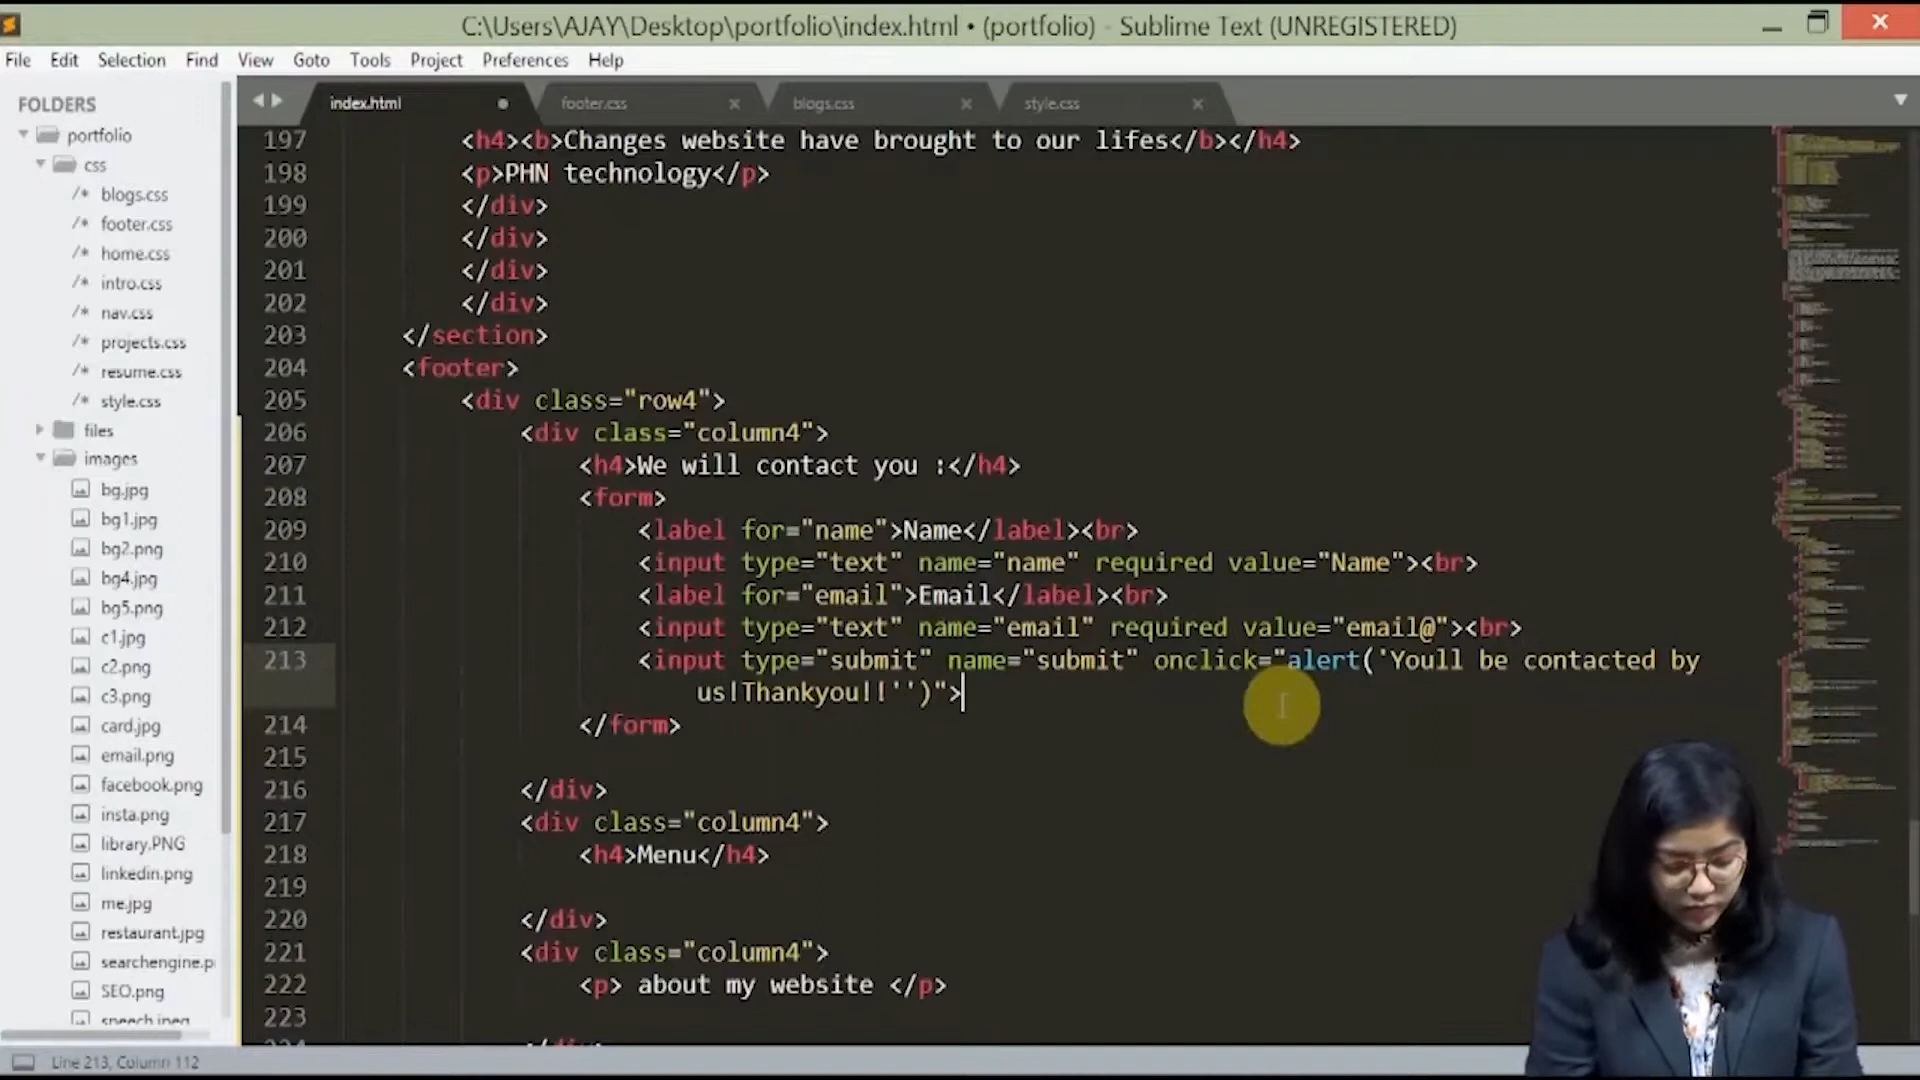 C:\Users\AJAY\Desktop\portfolio\index.html • (portfolio) - Sublime Text (UNREGISTERED)
File Edit Selection Find View Goto Tools Project Preferences Help
FOLDERS
portfolio
css
/* blogs.css
/* footer.css
/* home.css
/* intro.css
/* nav.css
/* projects.css
/* resume.css
/* style.css
files
images
bg.jpg
bg1.jpg
bg2.png
bg4.jpg
bg5.png
c1.jpg
c2.png
c3.png
card.jpg
email.png
facebook.png
insta.png
library.PNG
linkedin.png
me.jpg
restaurant.jpg
searchengine.p
SEO.png
speech.jpeg
index.html footer.css blogs.css style.css
197 <h4><b>Changes website have brought to our lifes</b></h4>
198 <p>PHN technology</p>
199 </div>
200 </div>
201 </div>
202 </div>
203 </section>
204 <footer>
205 <div class="row4">
206 <div class="column4">
207 <h4>We will contact you :</h4>
208 <form>
209 <label for="name">Name</label><br>
210 <input type="text" name="name" required value="Name"><br>
211 <label for="email">Email</label><br>
212 <input type="text" name="email" required value="email@"><br>
213 <input type="submit" name="submit" onclick="alert('Youll be contacted by
us!Thankyou!!'')">
214 </form>
215
216 </div>
217 <div class="column4">
218 <h4>Menu</h4>
219
220 </div>
221 <div class="column4">
222 <p> about my website </p>
223
Line 213, Column 112